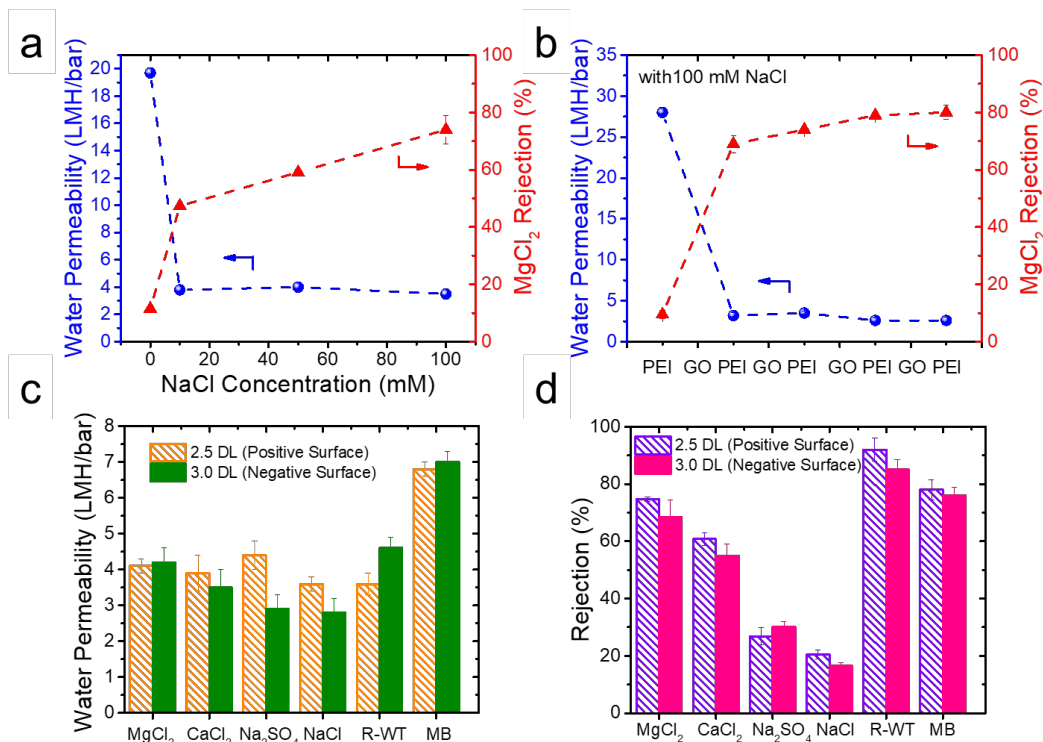 a
Water Permeability (LMH/bar)
20
18
16
14
12
10
8
6
4
2
0
0 20 40 60 80 100
NaCl Concentration (mM)
100
80
60
40
20
0
MgCl₂ Rejection (%)
b
with100 mM NaCl
Water Permeability (LMH/bar)
35
30
25
20
15
10
5
0
PEI GO PEI GO PEI GO PEI GO PEI
100
80
60
40
20
0
MgCl₂ Rejection (%)
c
Water Permeability (LMH/bar)
8
7
6
5
4
3
2
1
0
2.5 DL (Positive Surface)
3.0 DL (Negative Surface)
MgCl₂ CaCl₂ Na₂SO₄ NaCl R-WT MB
d
Rejection (%)
100
80
60
40
20
0
2.5 DL (Positive Surface)
3.0 DL (Negative Surface)
MgCl₂ CaCl₂ Na₂SO₄ NaCl R-WT MB